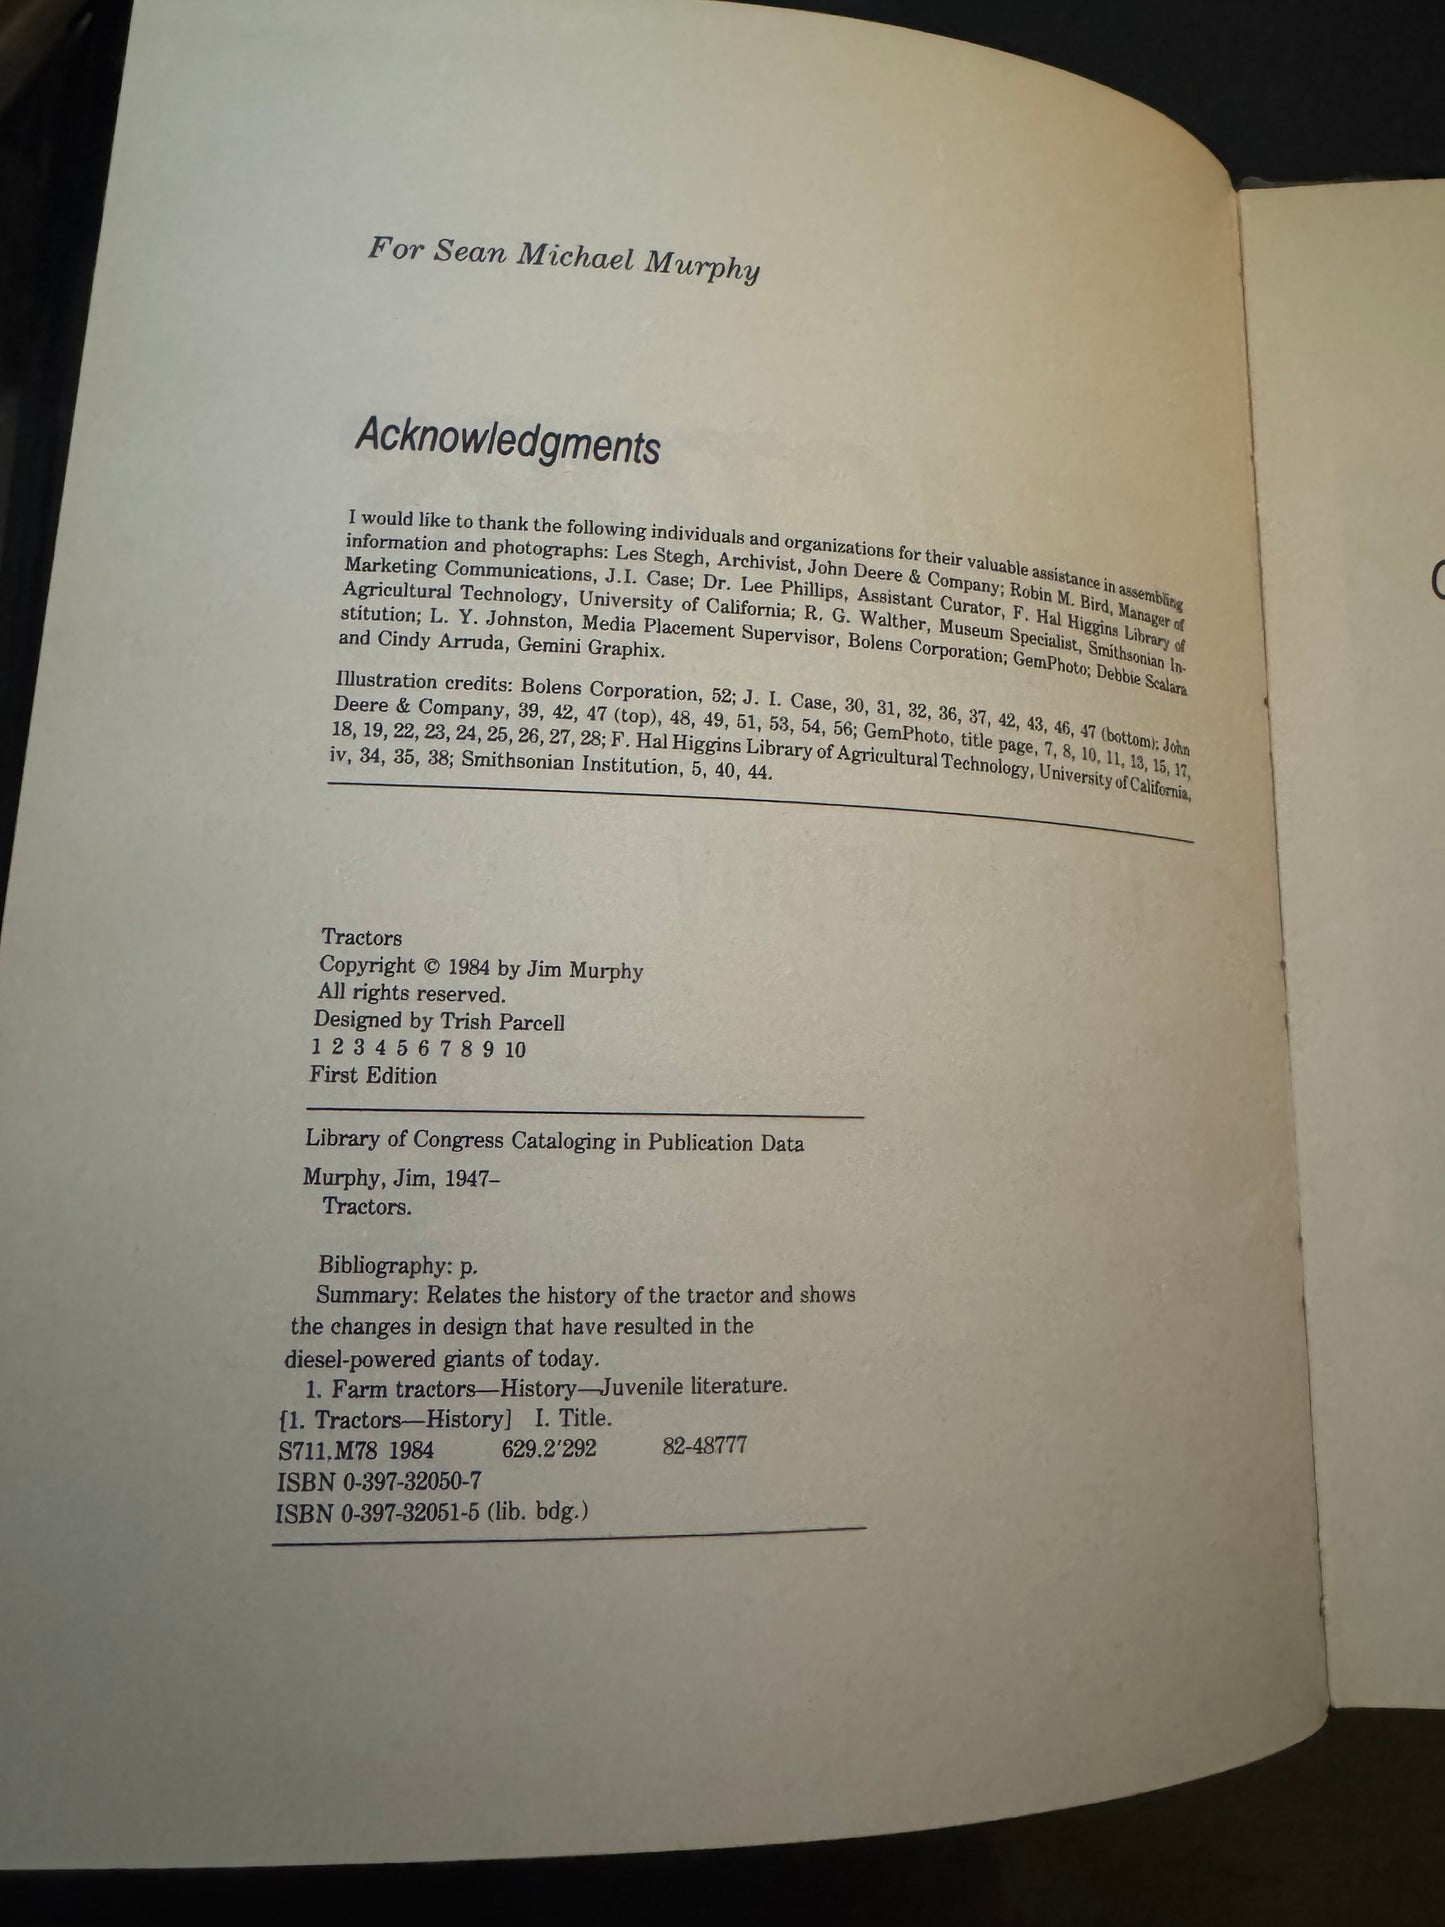 For Sean Michael Murphy
Acknowledgments
I would like to thank the following individuals and organizations for their valuable assistance in assembling
information and photographs: Les Stegh, Archivist, John Deere & Company; Robin M. Bird, Manager of
Marketing Communications, J.I. Case; Dr. Lee Phillips, Assistant Curator, F. Hal Higgins Library of
Agricultural Technology, University of California; R. G. Walther, Museum Specialist, Smithsonian In-
stitution; L. Y. Johnston, Media Placement Supervisor, Bolens Corporation; GemPhoto; Debbie Scalara
and Cindy Arruda, Gemini Graphix.
Illustration credits: Bolens Corporation, 52; J. I. Case, 30, 31, 32, 36, 37, 42, 43, 46, 47 (bottom); John
Deere & Company, 39, 42, 47 (top), 48, 49, 51, 53, 54, 56; GemPhoto, title page, 7, 8, 10, 11, 13, 15, 17,
18, 19, 22, 23, 24, 25, 26, 27, 28; F. Hal Higgins Library of Agricultural Technology, University of California,
iv, 34, 35, 38; Smithsonian Institution, 5, 40, 44.
Tractors
Copyright © 1984 by Jim Murphy
All rights reserved.
Designed by Trish Parcell
1 2 3 4 5 6 7 8 9 10
First Edition
Library of Congress Cataloging in Publication Data
Murphy, Jim, 1947–
Tractors.
Bibliography: p.
Summary: Relates the history of the tractor and shows
the changes in design that have resulted in the
diesel-powered giants of today.
1. Farm tractors—History—Juvenile literature.
[1. Tractors—History] I. Title.
S711.M78 1984 629.2'292 82-48777
ISBN 0-397-32050-7
ISBN 0-397-32051-5 (lib. bdg.)